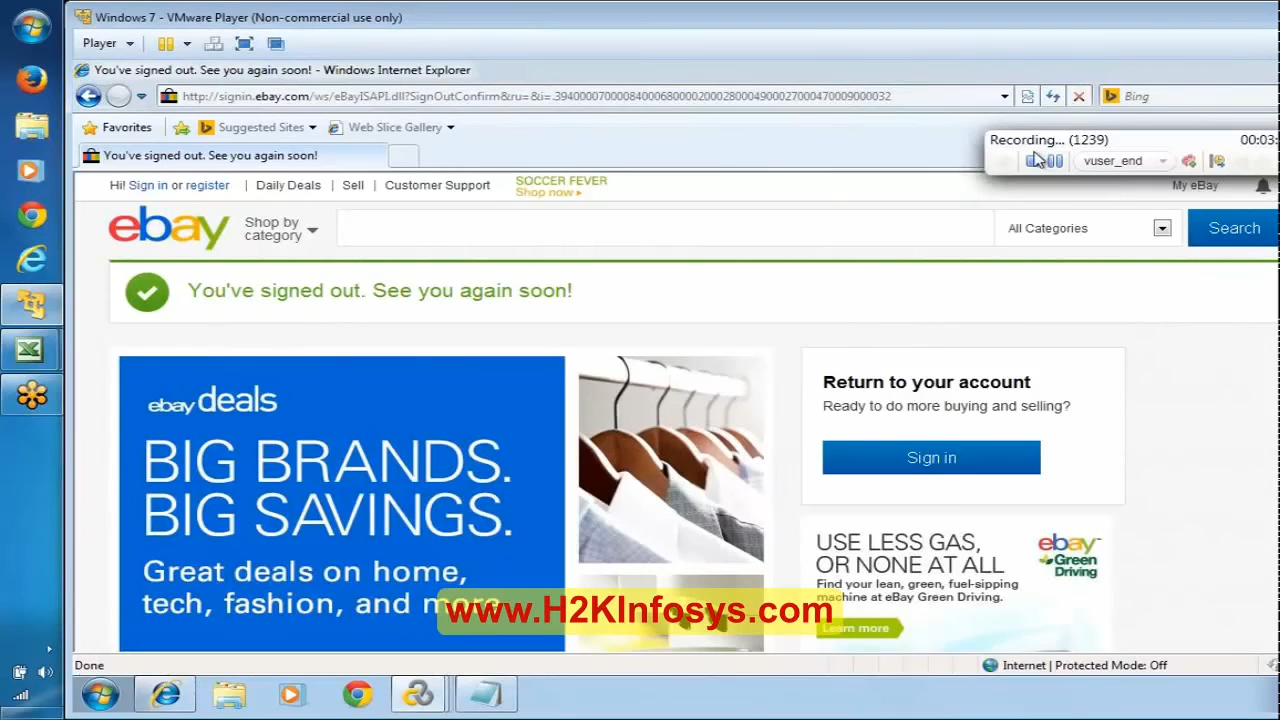 Windows 7 - VMware Player (Non-commercial use only)
Player
You've signed out. See you again soon! - Windows Internet Explorer
http://signin.ebay.com/ws/eBayISAPI.dll?SignOutConfirm&ru=&i=.3940000700008400068000020002800049000270004700090000032
Bing
Favorites
Suggested Sites
Web Slice Gallery
Recording... (1239)
00:03:
You've signed out. See you again soon!
vuser_end
Hi! Sign in or register
Daily Deals
Sell
Customer Support
SOCCER FEVER
Shop now
My eBay
ebay
Shop by
category
All Categories
Search
You've signed out. See you again soon!
ebay deals
BIG BRANDS.
BIG SAVINGS.
Great deals on home,
tech, fashion, and more
Return to your account
Ready to do more buying and selling?
Sign in
USE LESS GAS,
OR NONE AT ALL
Find your lean, green, fuel-sipping
machine at eBay Green Driving.
Learn more
ebay™
Green
Driving
www.H2KInfosys.com
Done
Internet | Protected Mode: Off